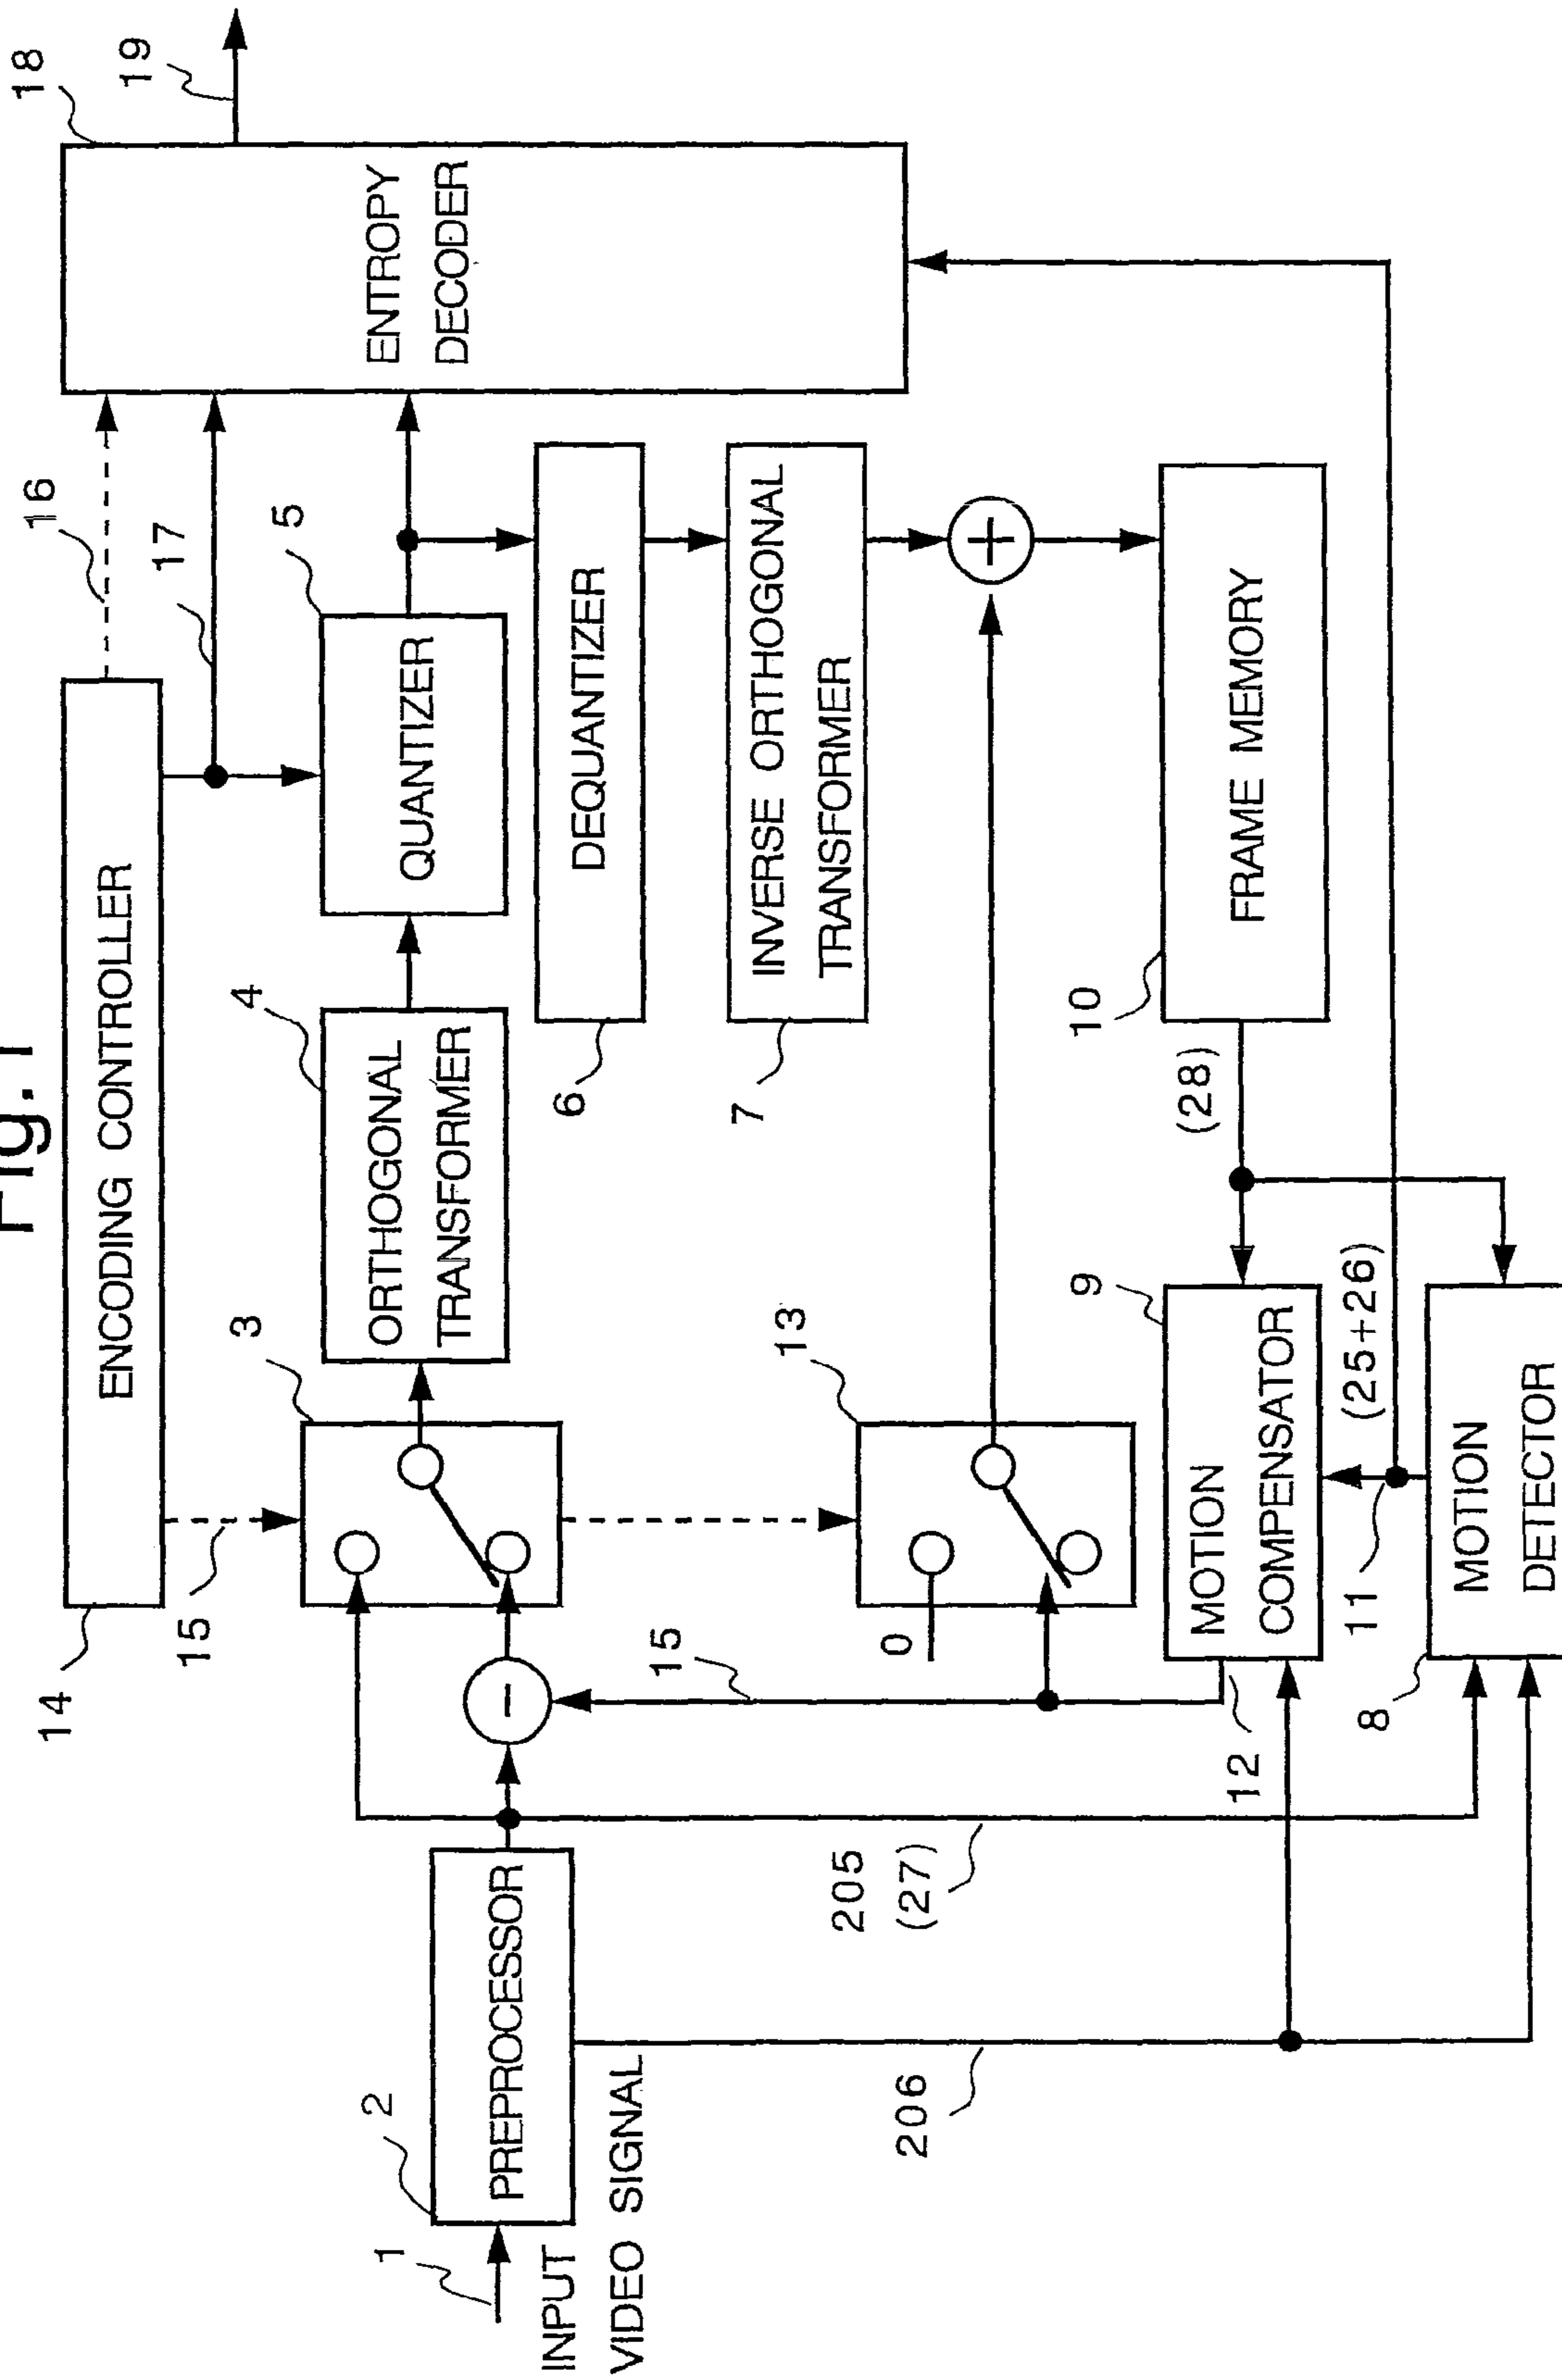 Fig. 1
14
ENCODING CONTROLLER
16
18
19
15
17
3
4
5
ORTHOGONAL
TRANSFORMER
QUANTIZER
ENTROPY
DECODER
1
2
PREPROCESSOR
INPUT
VIDEO SIGNAL
6
DEQUANTIZER
7
INVERSE ORTHOGONAL
TRANSFORMER
15
13
0
205
(27)
206
12
9
MOTION
COMPENSATOR
(28)
10
FRAME MEMORY
11
(25+26)
8
MOTION
DETECTOR